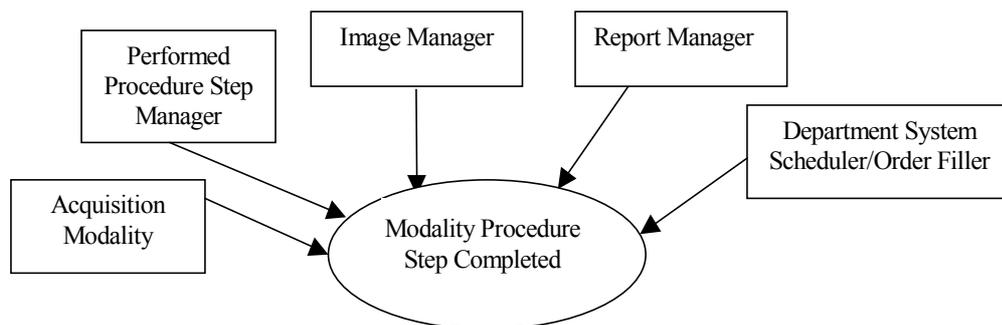 Performed
Procedure Step
Manager
Image Manager
Report Manager
Department System
Scheduler/Order Filler
Acquisition
Modality
Modality Procedure
Step Completed